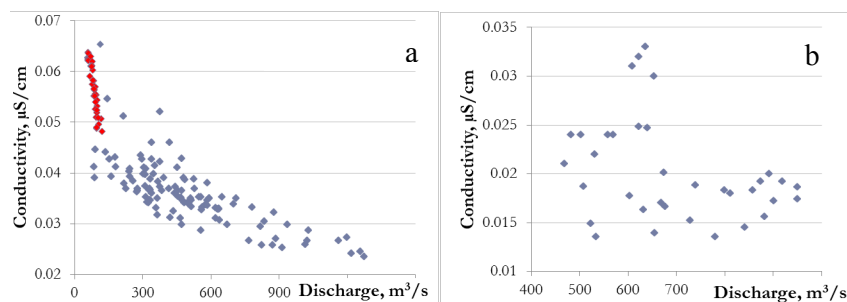 a
Conductivity, µS/cm
0.07
0.06
0.05
0.04
0.03
0.02
0 300 600 900 Discharge, m³/s
b
Conductivity, µS/cm
0.035
0.03
0.025
0.02
0.015
0.01
400 500 600 700 Discharge, m³/s